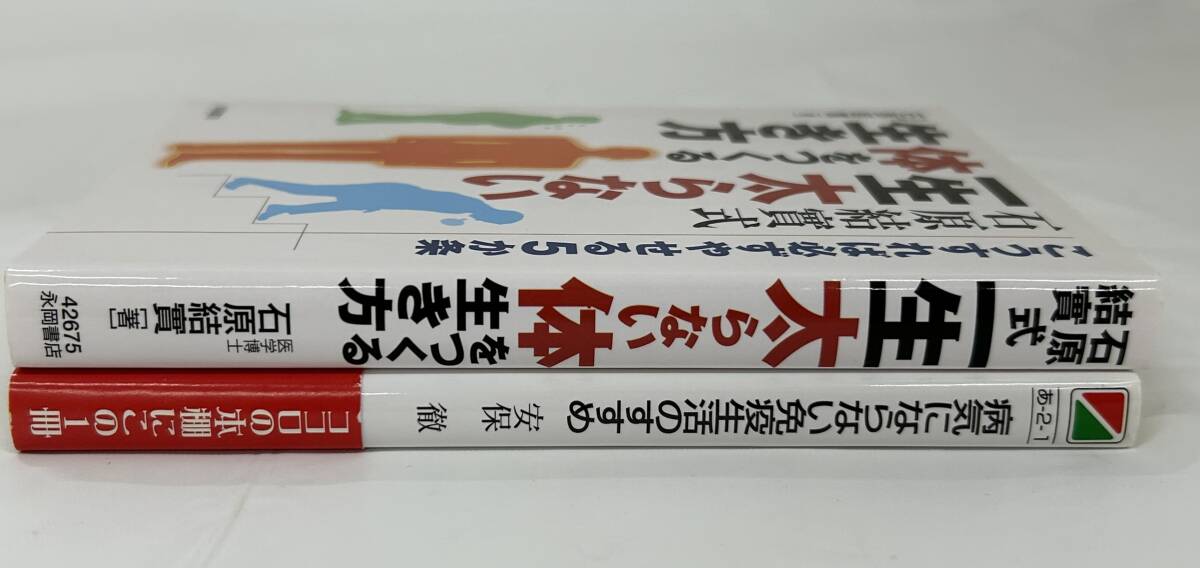 こうすれば必ずやせる5か条
石原結實式
一生太らない
体をつくる
生き方
石原結實式
一生太らない体
をつくる生き方
医学博士
石原結實[著]
42675
永岡書店
あ-2-1
病気にならない免疫生活のすすめ
安保 徹
ココロの本棚にこの1冊